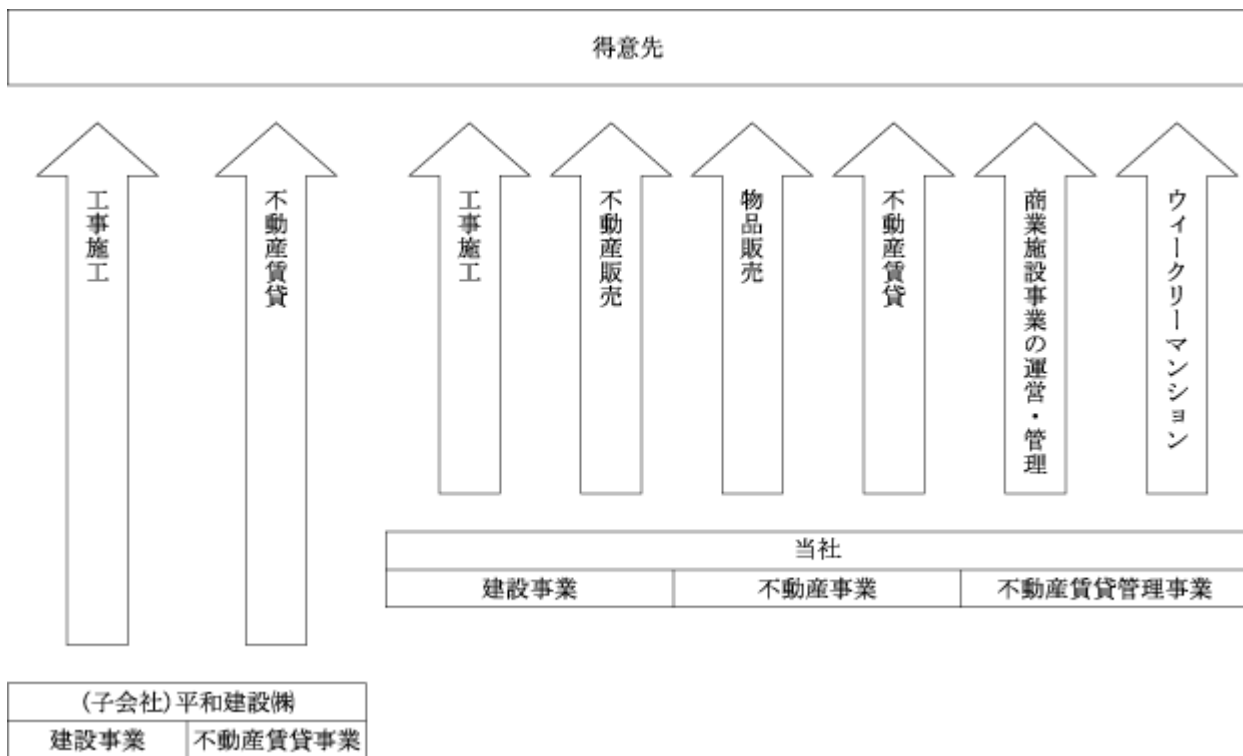 得意先
工事施工
不動産賃貸
工事施工
不動産販売
物品販売
不動産賃貸
商業施設事業の運営・管理
ウィークリーマンション
当社
建設事業
不動産事業
不動産賃貸管理事業
(子会社)平和建設㈱
建設事業
不動産賃貸事業